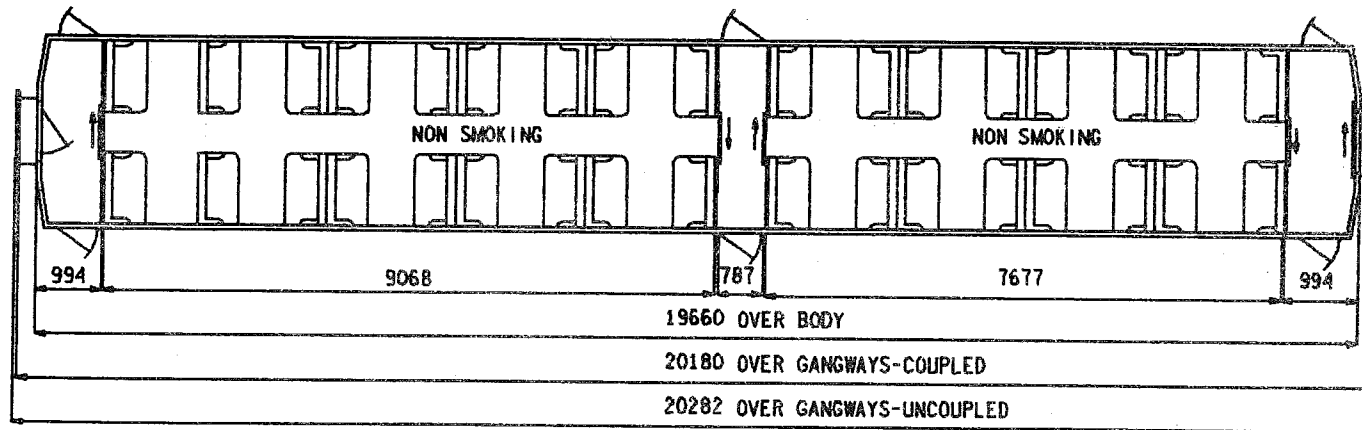 NON SMOKING NON SMOKING
994 9068 787 7677 994
19660 OVER BODY
20180 OVER GANGWAYS-COUPLED
20282 OVER GANGWAYS-UNCOUPLED